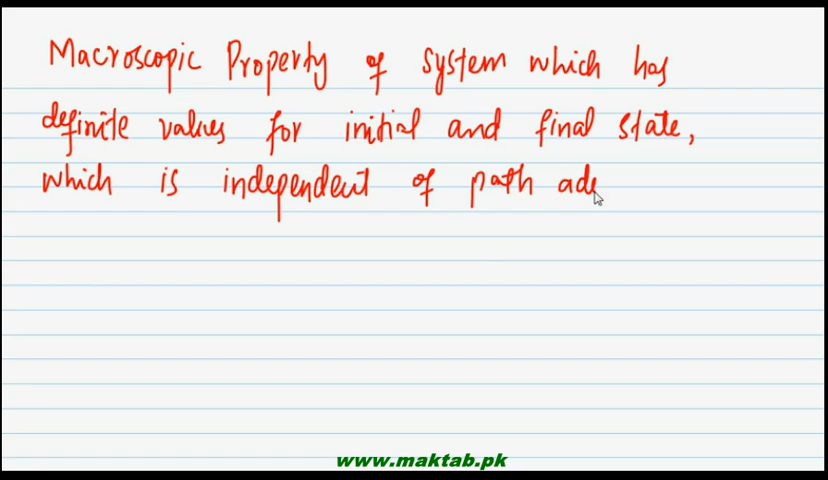 Macroscopic Property of system which has
definite values for initial and final state,
which is independent of path ade
www.maktab.pk